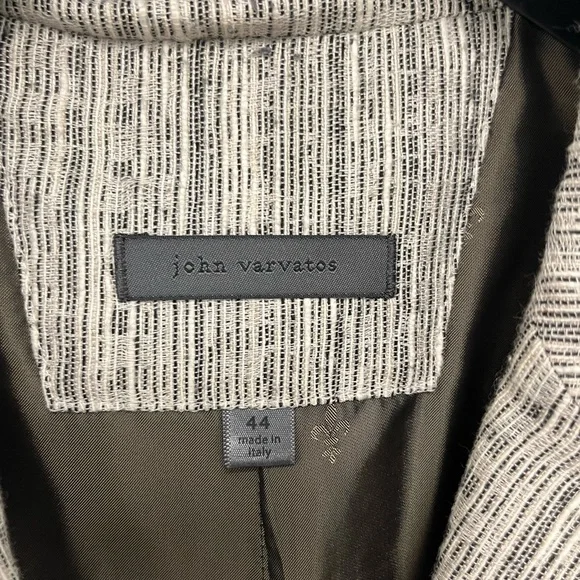 john varvatos
44
made in
italy